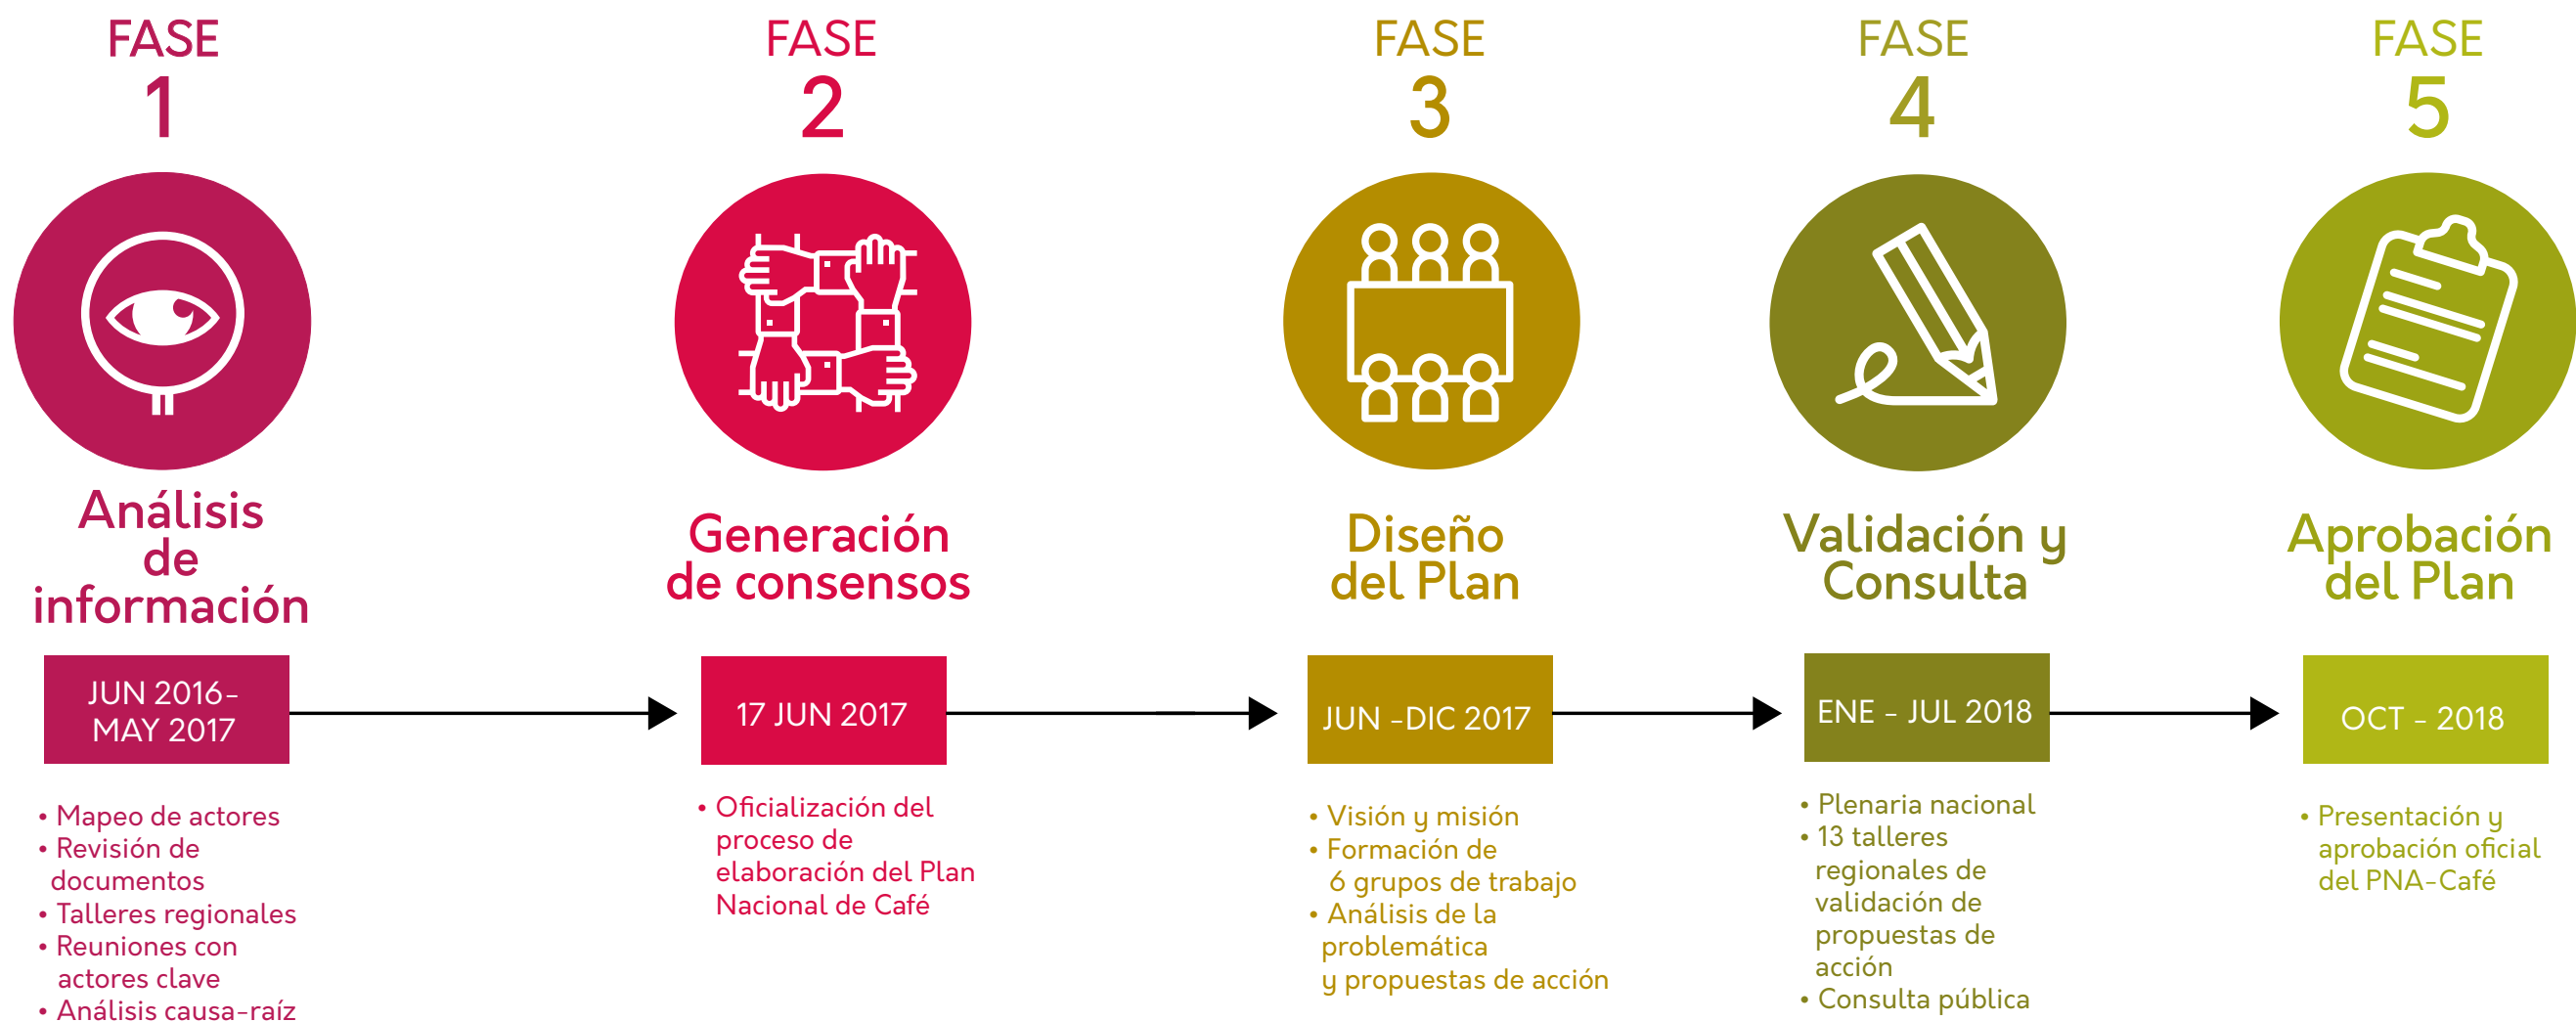 FASE
1
Análisis
de
información
JUN 2016-
MAY 2017
• Mapeo de actores
• Revisión de
documentos
• Talleres regionales
• Reuniones con
actores clave
• Análisis causa-raíz
FASE
2
Generación
de consensos
17 JUN 2017
• Oficialización del
proceso de
elaboración del Plan
Nacional de Café
FASE
3
Diseño
del Plan
JUN -DIC 2017
• Visión y misión
• Formación de
6 grupos de trabajo
• Análisis de la
problemática
y propuestas de acción
FASE
4
Validación y
Consulta
ENE - JUL 2018
• Plenaria nacional
• 13 talleres
regionales de
validación de
propuestas de
acción
• Consulta pública
FASE
5
Aprobación
del Plan
OCT - 2018
• Presentación y
aprobación oficial
del PNA-Café